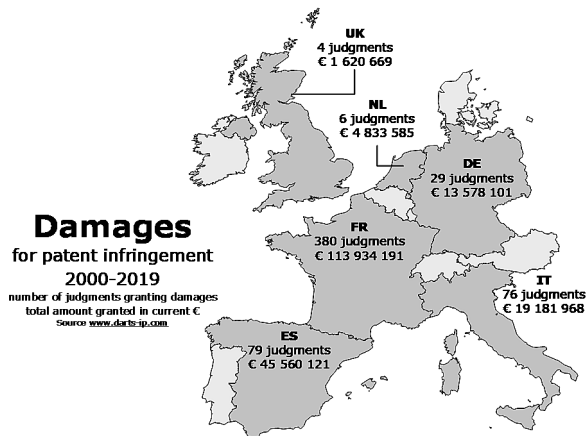 UK
4 judgments
€ 1 620 669
NL
6 judgments
€ 4 833 585
DE
29 judgments
€ 13 578 101
Damages
for patent infringement
2000-2019
number of judgments granting damages
total amount granted in current €
Source www.darts-ip.com
FR
380 judgments
€ 113 934 191
IT
76 judgments
€ 19 181 968
ES
79 judgments
€ 45 560 121